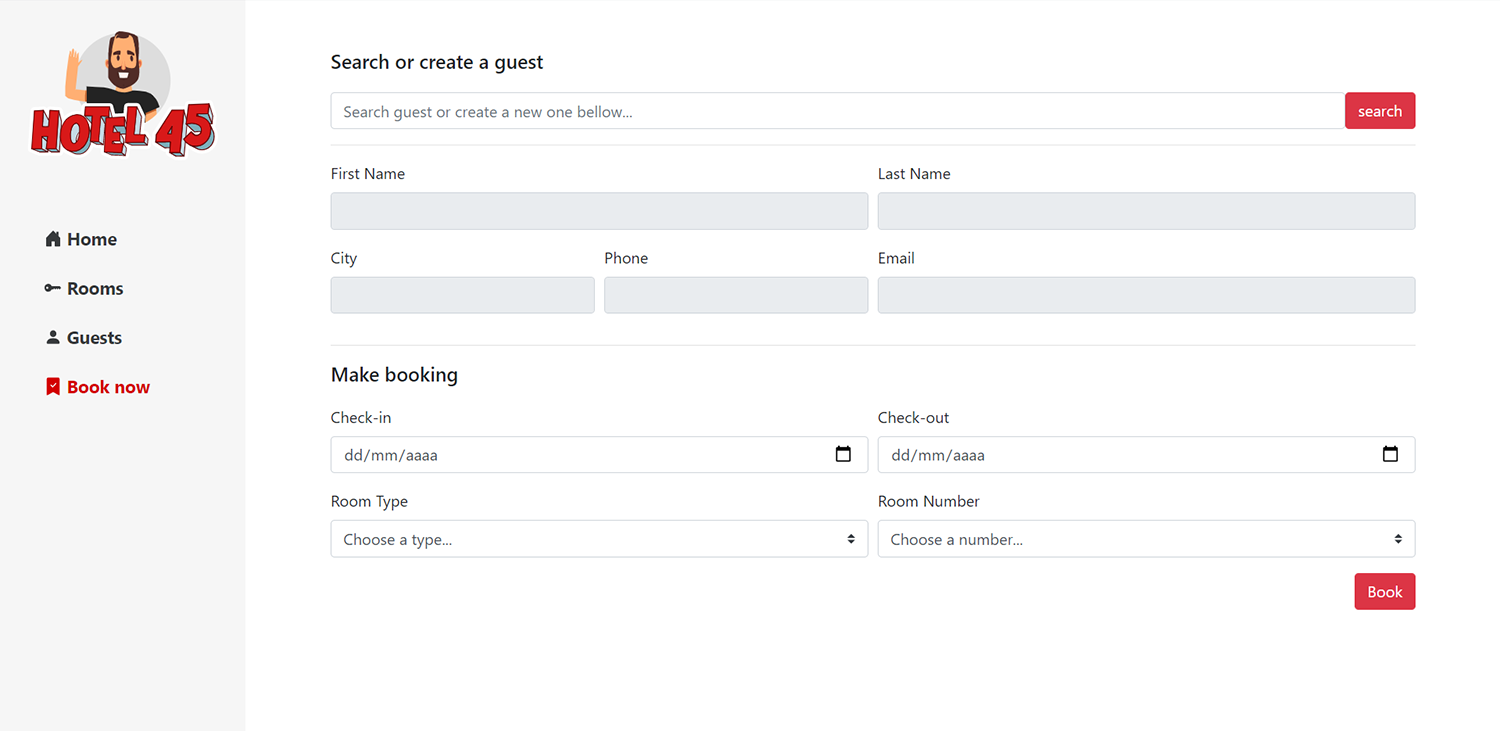 HOTEL 45
Home
Rooms
Guests
Book now
Search or create a guest
Search guest or create a new one bellow...
search
First Name
Last Name
City
Phone
Email
Make booking
Check-in
Check-out
dd/mm/aaaa
dd/mm/aaaa
Room Type
Room Number
Choose a type...
Choose a number...
Book